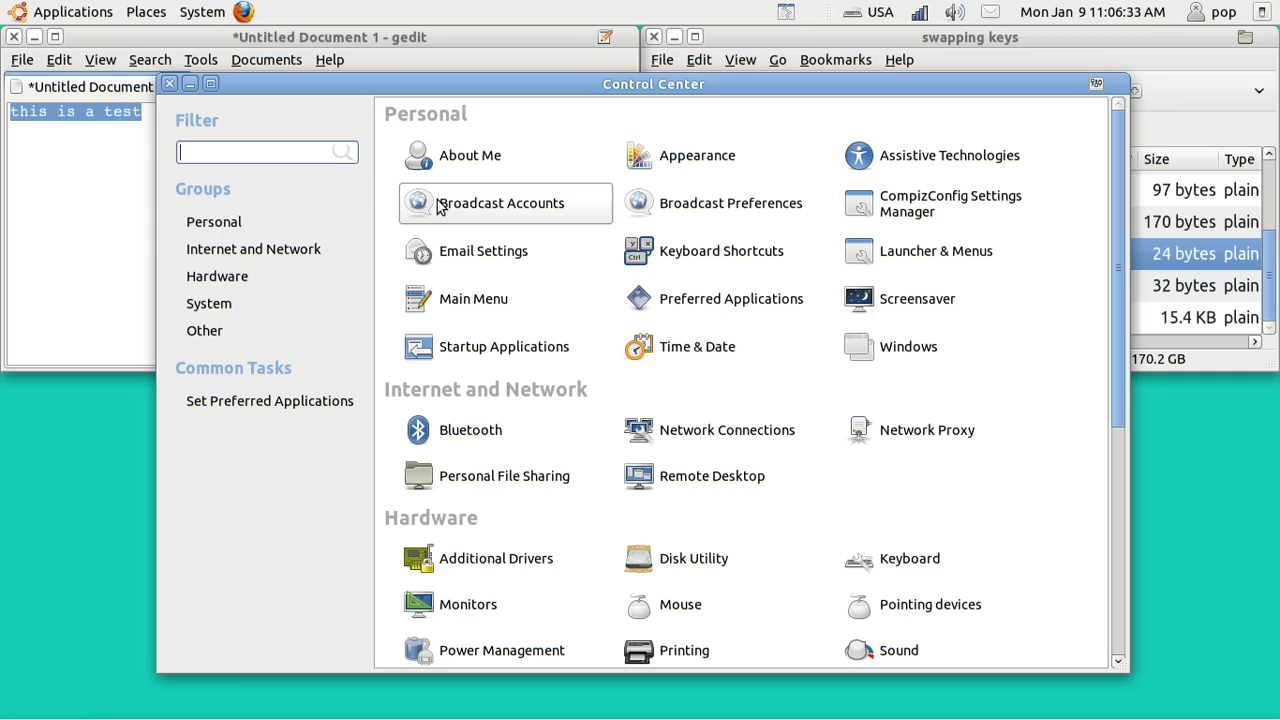 Applications Places System USA Mon Jan 9 11:06:33 AM pop
*Untitled Document 1 - gedit
File Edit View Search Tools Documents Help
*Untitled Document
this is a test
swapping keys
File Edit View Go Bookmarks Help
Size Type
97 bytes plain
170 bytes plain
24 bytes plain
32 bytes plain
15.4 KB plain
170.2 GB
Control Center
Filter
Groups
Personal
Internet and Network
Hardware
System
Other
Common Tasks
Set Preferred Applications
Personal
About Me Appearance Assistive Technologies
Broadcast Accounts Broadcast Preferences CompizConfig Settings
Manager
Email Settings Keyboard Shortcuts Launcher & Menus
Main Menu Preferred Applications Screensaver
Startup Applications Time & Date Windows
Internet and Network
Bluetooth Network Connections Network Proxy
Personal File Sharing Remote Desktop
Hardware
Additional Drivers Disk Utility Keyboard
Monitors Mouse Pointing devices
Power Management Printing Sound